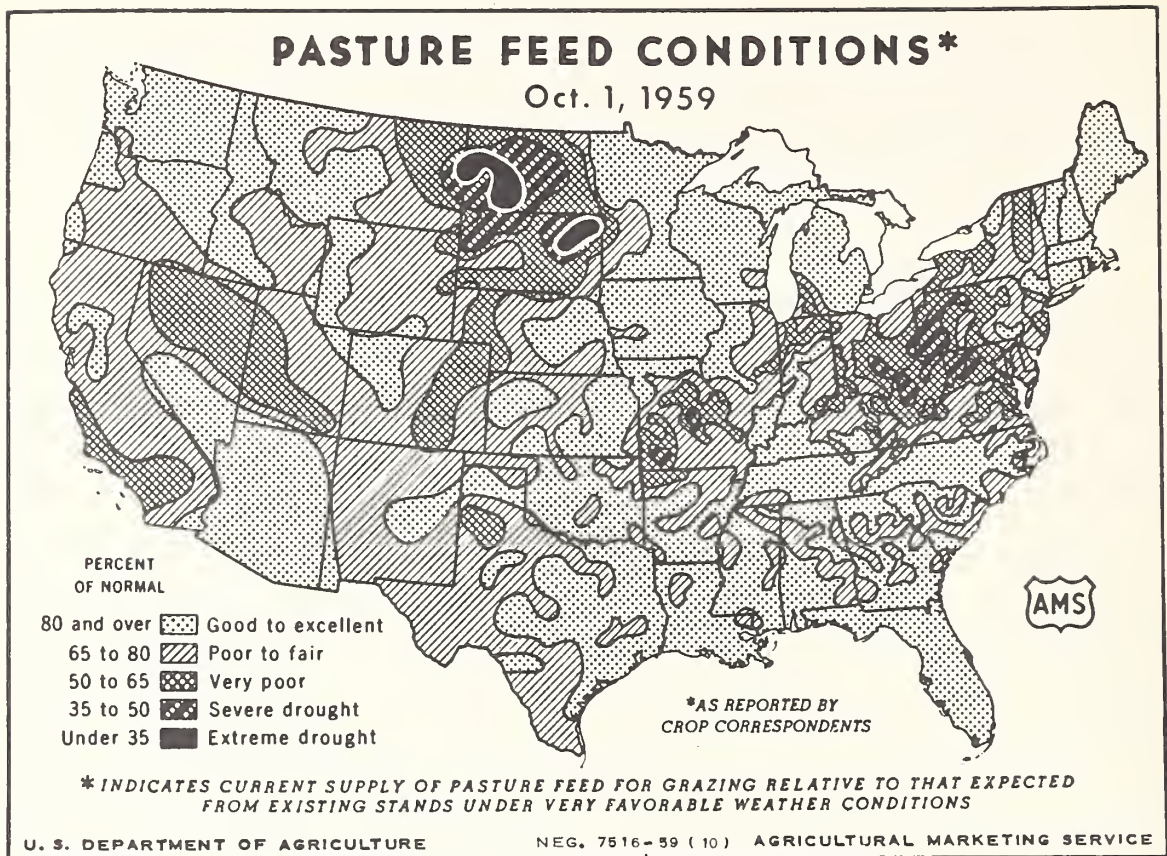 PASTURE FEED CONDITIONS*
Oct. 1, 1959
PERCENT
OF NORMAL
80 and over Good to excellent
65 to 80 Poor to fair
50 to 65 Very poor
35 to 50 Severe drought
Under 35 Extreme drought
AMS
*AS REPORTED BY
CROP CORRESPONDENTS
* INDICATES CURRENT SUPPLY OF PASTURE FEED FOR GRAZING RELATIVE TO THAT EXPECTED
FROM EXISTING STANDS UNDER VERY FAVORABLE WEATHER CONDITIONS
U. S. DEPARTMENT OF AGRICULTURE NEG. 7516-59 (10) AGRICULTURAL MARKETING SERVICE